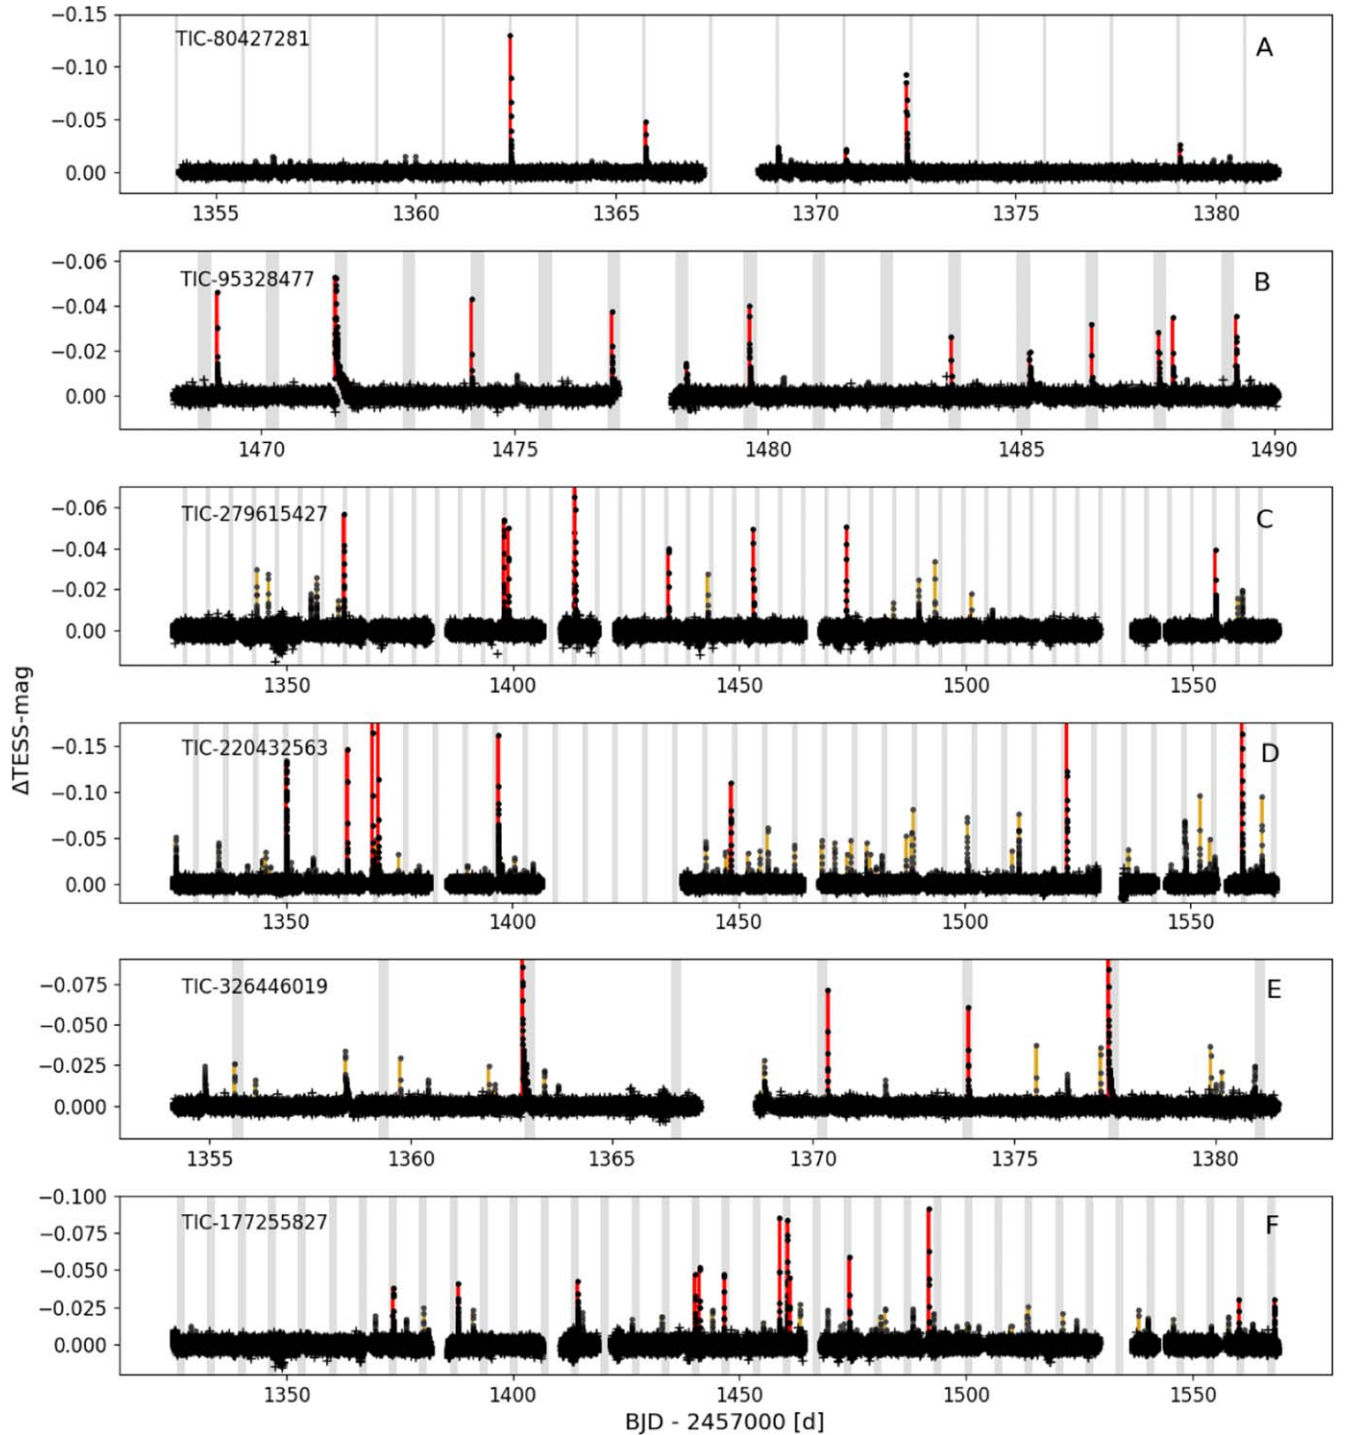 −0.15
TIC-80427281
A
−0.10
−0.05
0.00
1355 1360 1365 1370 1375 1380
−0.06
TIC-95328477
B
−0.04
−0.02
0.00
1470 1475 1480 1485 1490
−0.06
TIC-279615427
C
−0.04
−0.02
0.00
1350 1400 1450 1500 1550
ΔTESS-mag
−0.15
TIC-220432563
D
−0.10
−0.05
0.00
1350 1400 1450 1500 1550
−0.075
TIC-326446019
E
−0.050
−0.025
0.000
1355 1360 1365 1370 1375 1380
−0.100
TIC-177255827
F
−0.075
−0.050
−0.025
0.000
1350 1400 1450 1500 1550
BJD - 2457000 [d]